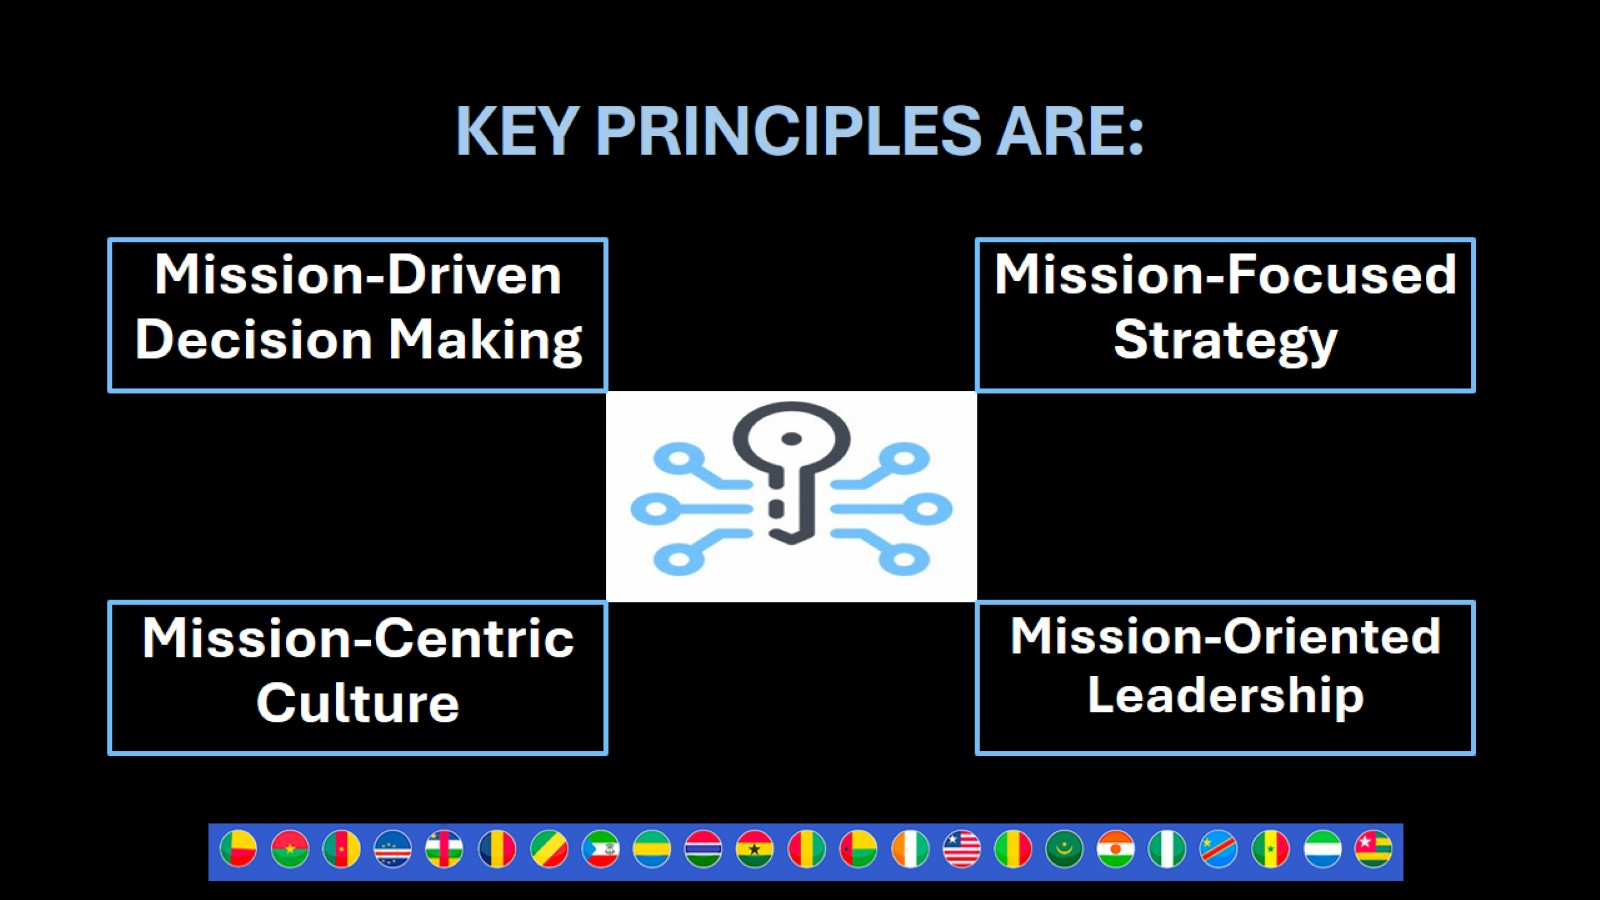 KEY PRINCIPLES ARE:
Mission-Driven
Decision Making
Mission-Focused
Strategy
Mission-Centric
Culture
Mission-Oriented
Leadership